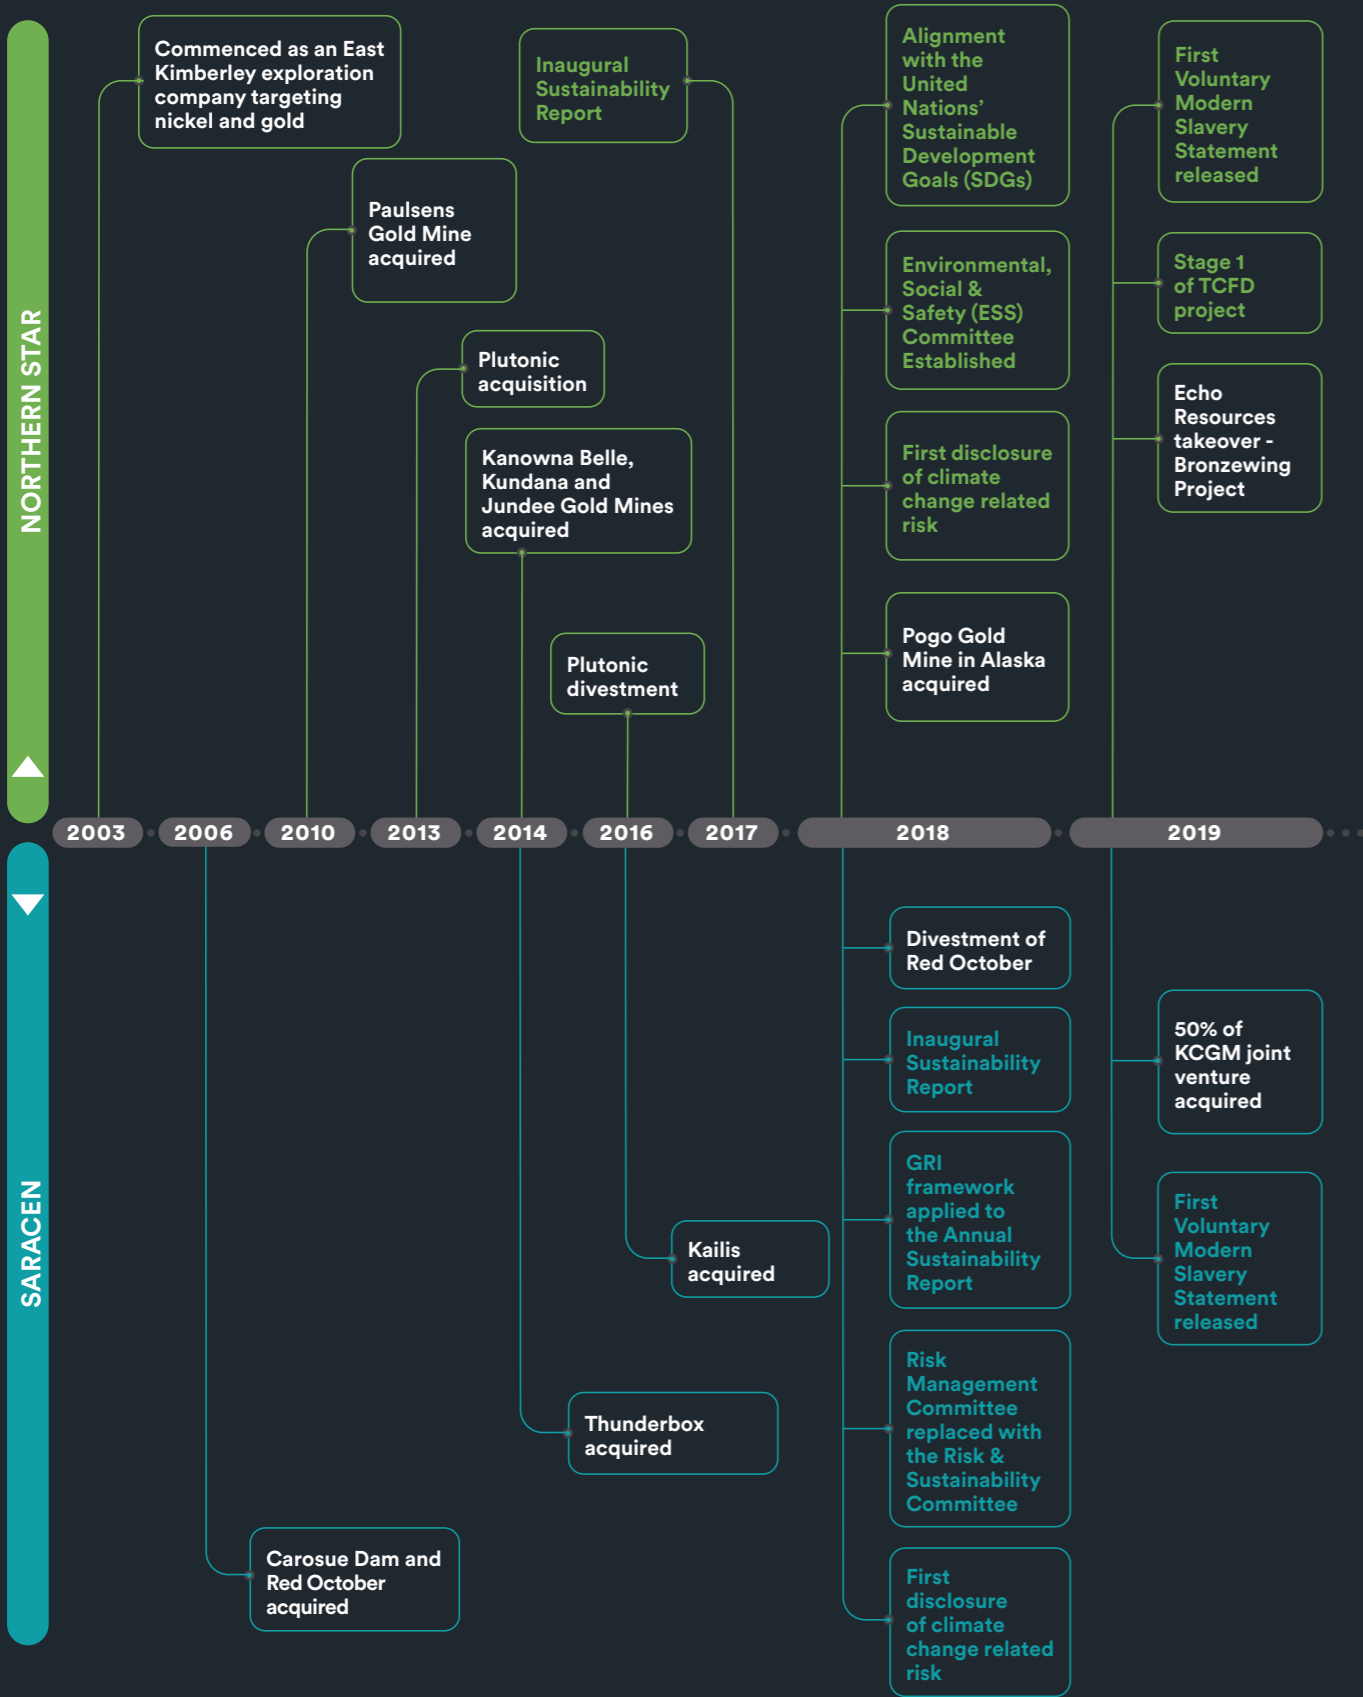 NORTHERN STAR
Commenced as an East
Kimberley exploration
company targeting
nickel and gold
Paulsens
Gold Mine
acquired
Plutonic
acquisition
Kanowna Belle,
Kundana and
Jundee Gold Mines
acquired
Plutonic
divestment
Inaugural
Sustainability
Report
Alignment
with the
United
Nations’
Sustainable
Development
Goals (SDGs)
Environmental,
Social &
Safety (ESS)
Committee
Established
First disclosure
of climate
change related
risk
Pogo Gold
Mine in Alaska
acquired
First
Voluntary
Modern
Slavery
Statement
released
Stage 1
of TCFD
project
Echo
Resources
takeover -
Bronzewing
Project
2003
2006
2010
2013
2014
2016
2017
2018
2019
SARACEN
Carosue Dam and
Red October
acquired
Thunderbox
acquired
Kailis
acquired
Divestment of
Red October
Inaugural
Sustainability
Report
GRI
framework
applied to
the Annual
Sustainability
Report
Risk
Management
Committee
replaced with
the Risk &
Sustainability
Committee
First
disclosure
of climate
change related
risk
50% of
KCGM joint
venture
acquired
First
Voluntary
Modern
Slavery
Statement
released